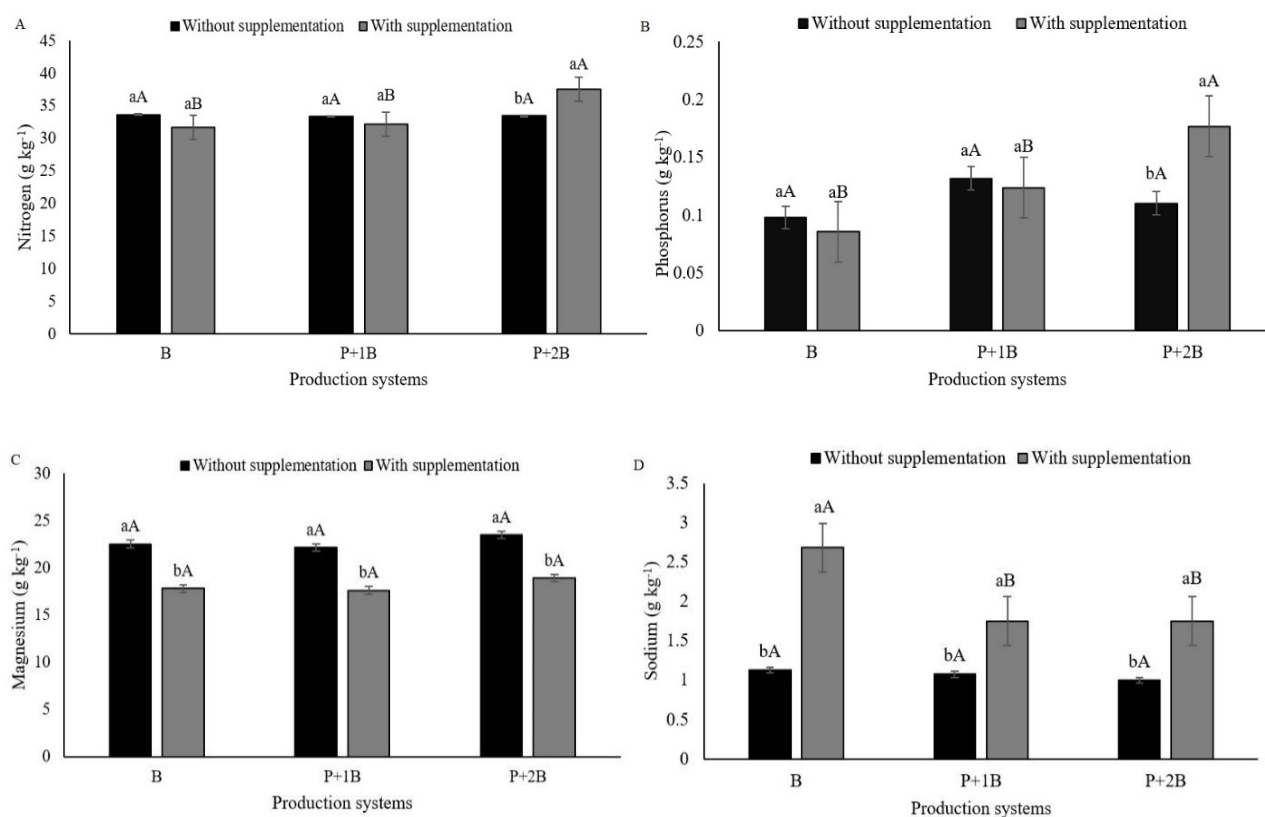 A
Without supplementation With supplementation
45
40
35
30
25
20
15
10
5
0
Nitrogen (g kg⁻¹)
aA aB aA aB bA aA
B P+1B P+2B
Production systems
B
Without supplementation With supplementation
0.25
0.2
0.15
0.1
0.05
0
Phosphorus (g kg⁻¹)
aA aB aA aB bA aA
B P+1B P+2B
Production systems
C
Without supplementation With supplementation
30
25
20
15
10
5
0
Magnesium (g kg⁻¹)
aA bA aA bA aA bA
B P+1B P+2B
Production systems
D
Without supplementation With supplementation
3.5
3
2.5
2
1.5
1
0.5
0
Sodium (g kg⁻¹)
bA aA bA aB bA aB
B P+1B P+2B
Production systems